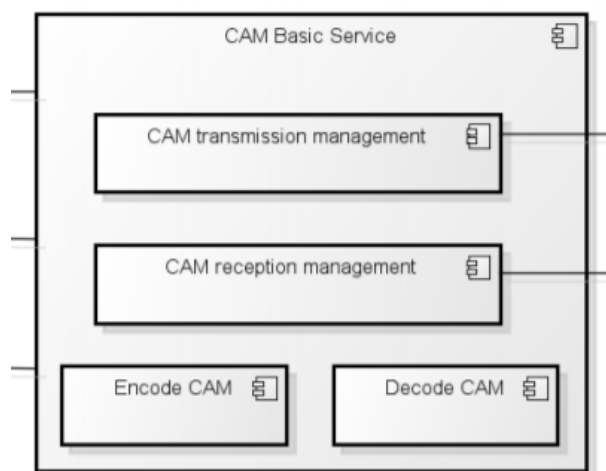 CAM Basic Service
CAM transmission management
CAM reception management
Encode CAM
Decode CAM